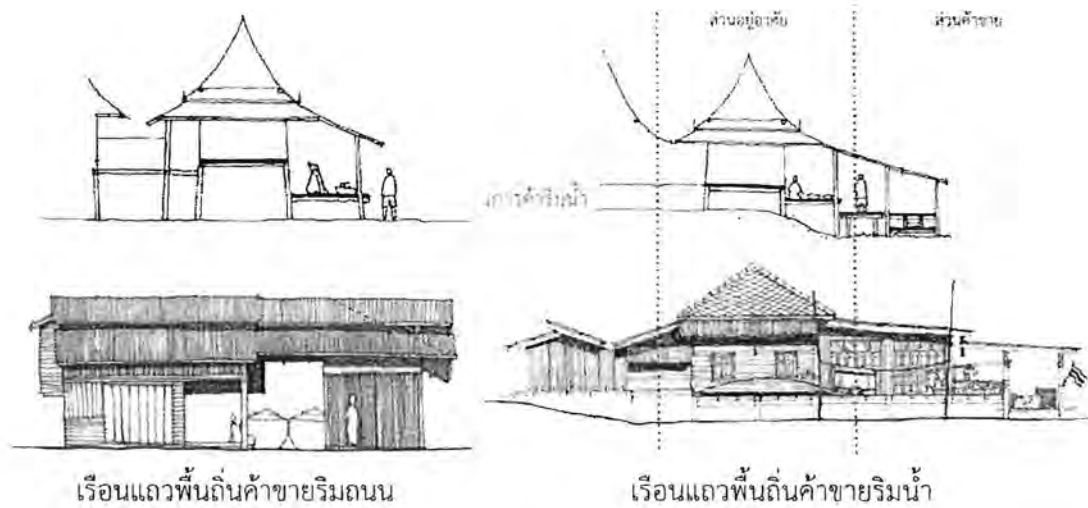 ส่วนอยู่อาศัย ส่วนค้าขาย
การค้าริมน้ำ
เรือนแถวพื้นถิ่นค้าขายริมถนน เรือนแถวพื้นถิ่นค้าขายริมน้ำ